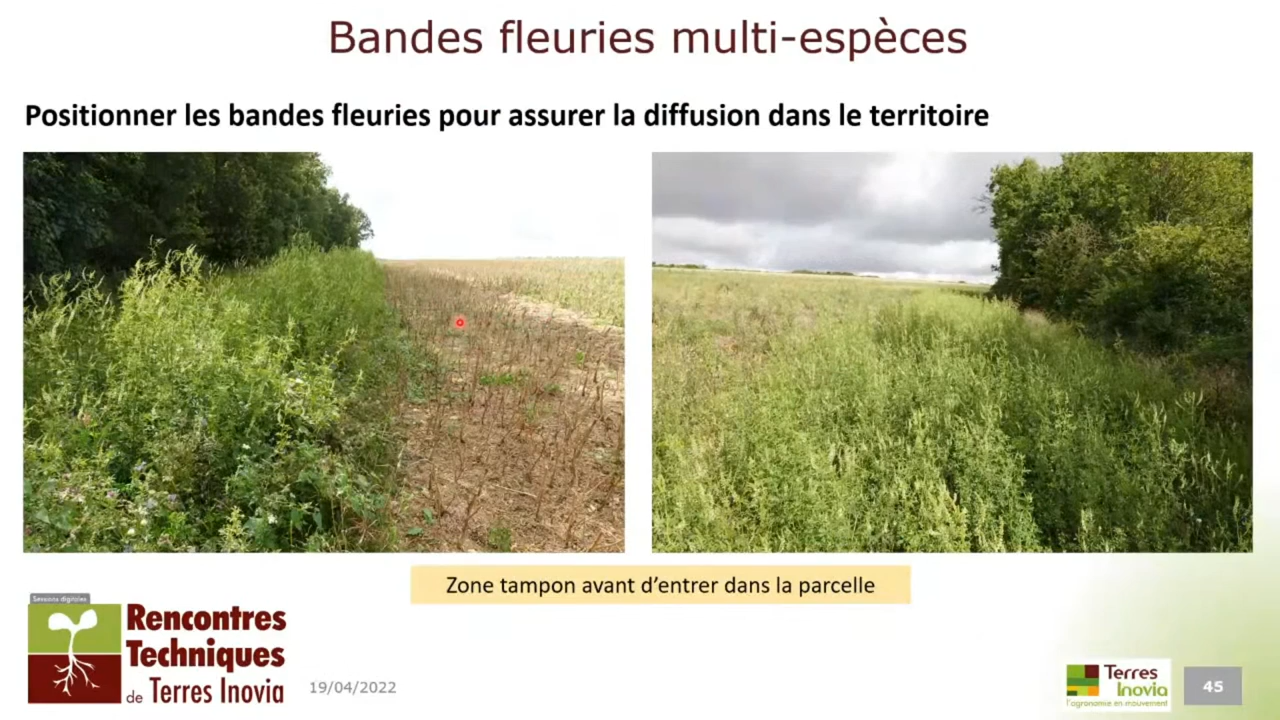 Bandes fleuries multi-espèces
Positionner les bandes fleuries pour assurer la diffusion dans le territoire
Zone tampon avant d'entrer dans la parcelle
Sessions digitales
Rencontres
Techniques
de Terres Inovia
19/04/2022
Terres
Inovia
l'agronomie en mouvement
45